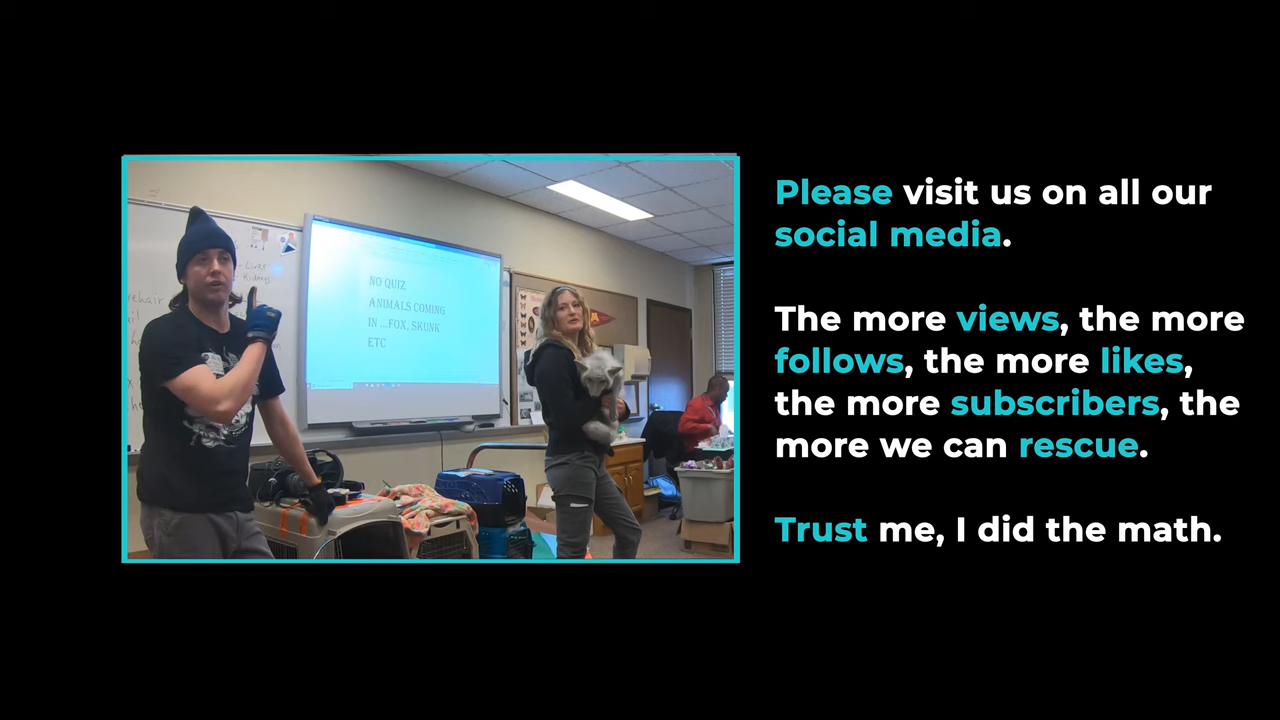 NO QUIZ
ANIMALS COMING
IN ...FOX, SKUNK
ETC
Please visit us on all our
social media.
The more views, the more
follows, the more likes,
the more subscribers, the
more we can rescue.
Trust me, I did the math.